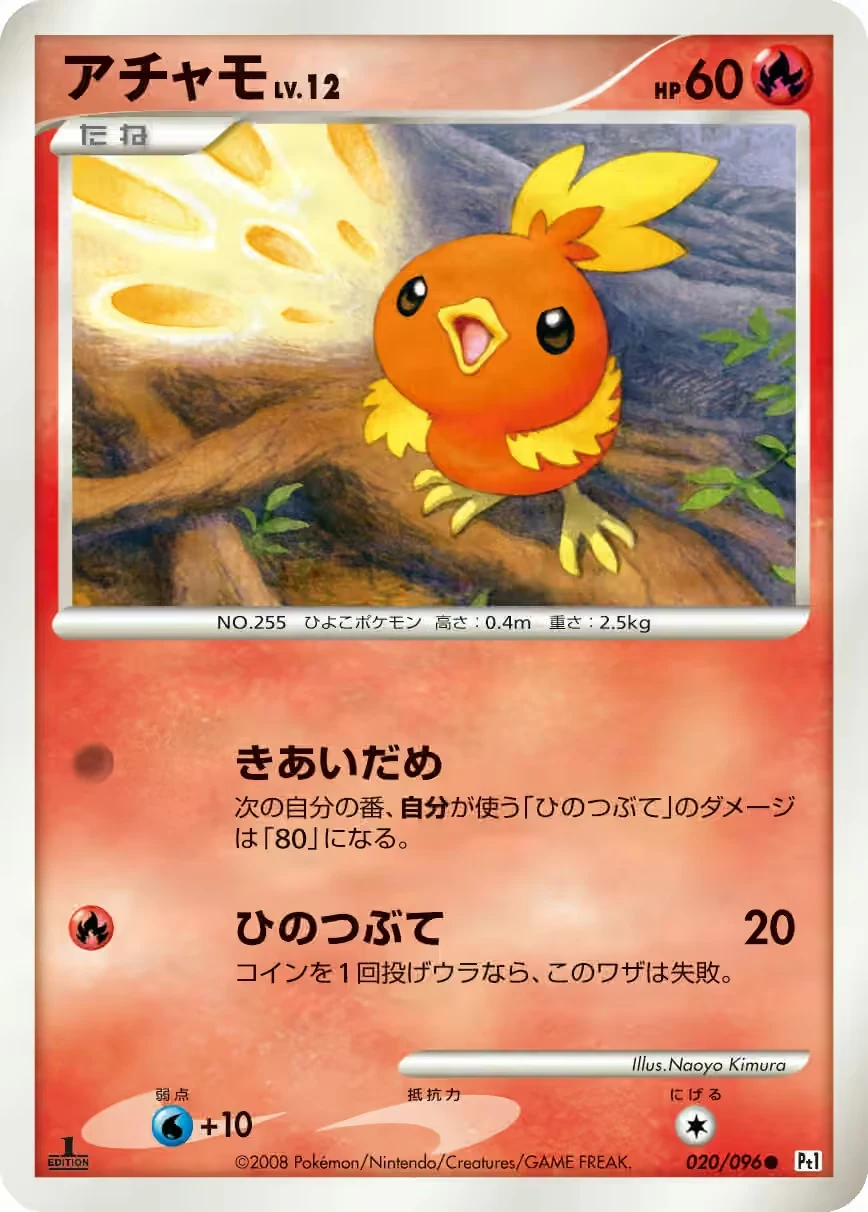 アチャモ LV.12 HP 60
たね
NO.255 ひよこポケモン 高さ：0.4m 重さ：2.5kg
きあいだめ
次の自分の番、自分が使う「ひのつぶて」のダメージ
は「80」になる。
ひのつぶて 20
コインを1回投げウラなら、このワザは失敗。
Illus.Naoyo Kimura
弱点 抵抗力 にげる
+10
1 EDITION ©2008 Pokémon/Nintendo/Creatures/GAME FREAK. 020/096 Pt1